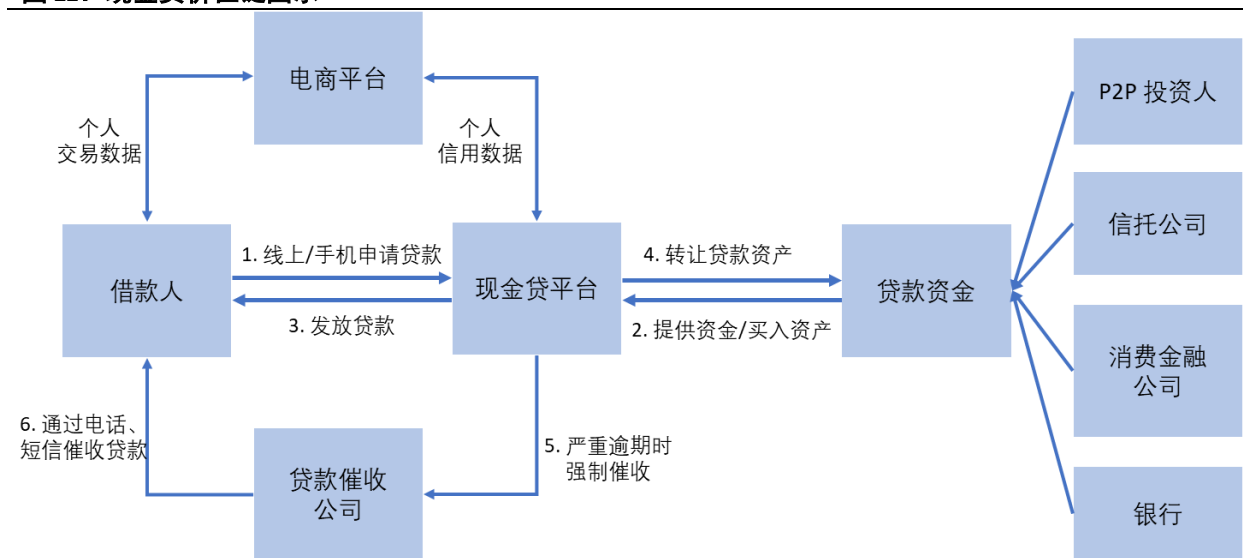 电商平台
P2P 投资人
个人
交易数据
个人
信用数据
信托公司
借款人
1. 线上/手机申请贷款
3. 发放贷款
现金贷平台
4. 转让贷款资产
2. 提供资金/买入资产
贷款资金
消费金融
公司
6. 通过电话、
短信催收贷款
贷款催收
公司
5. 严重逾期时
强制催收
银行